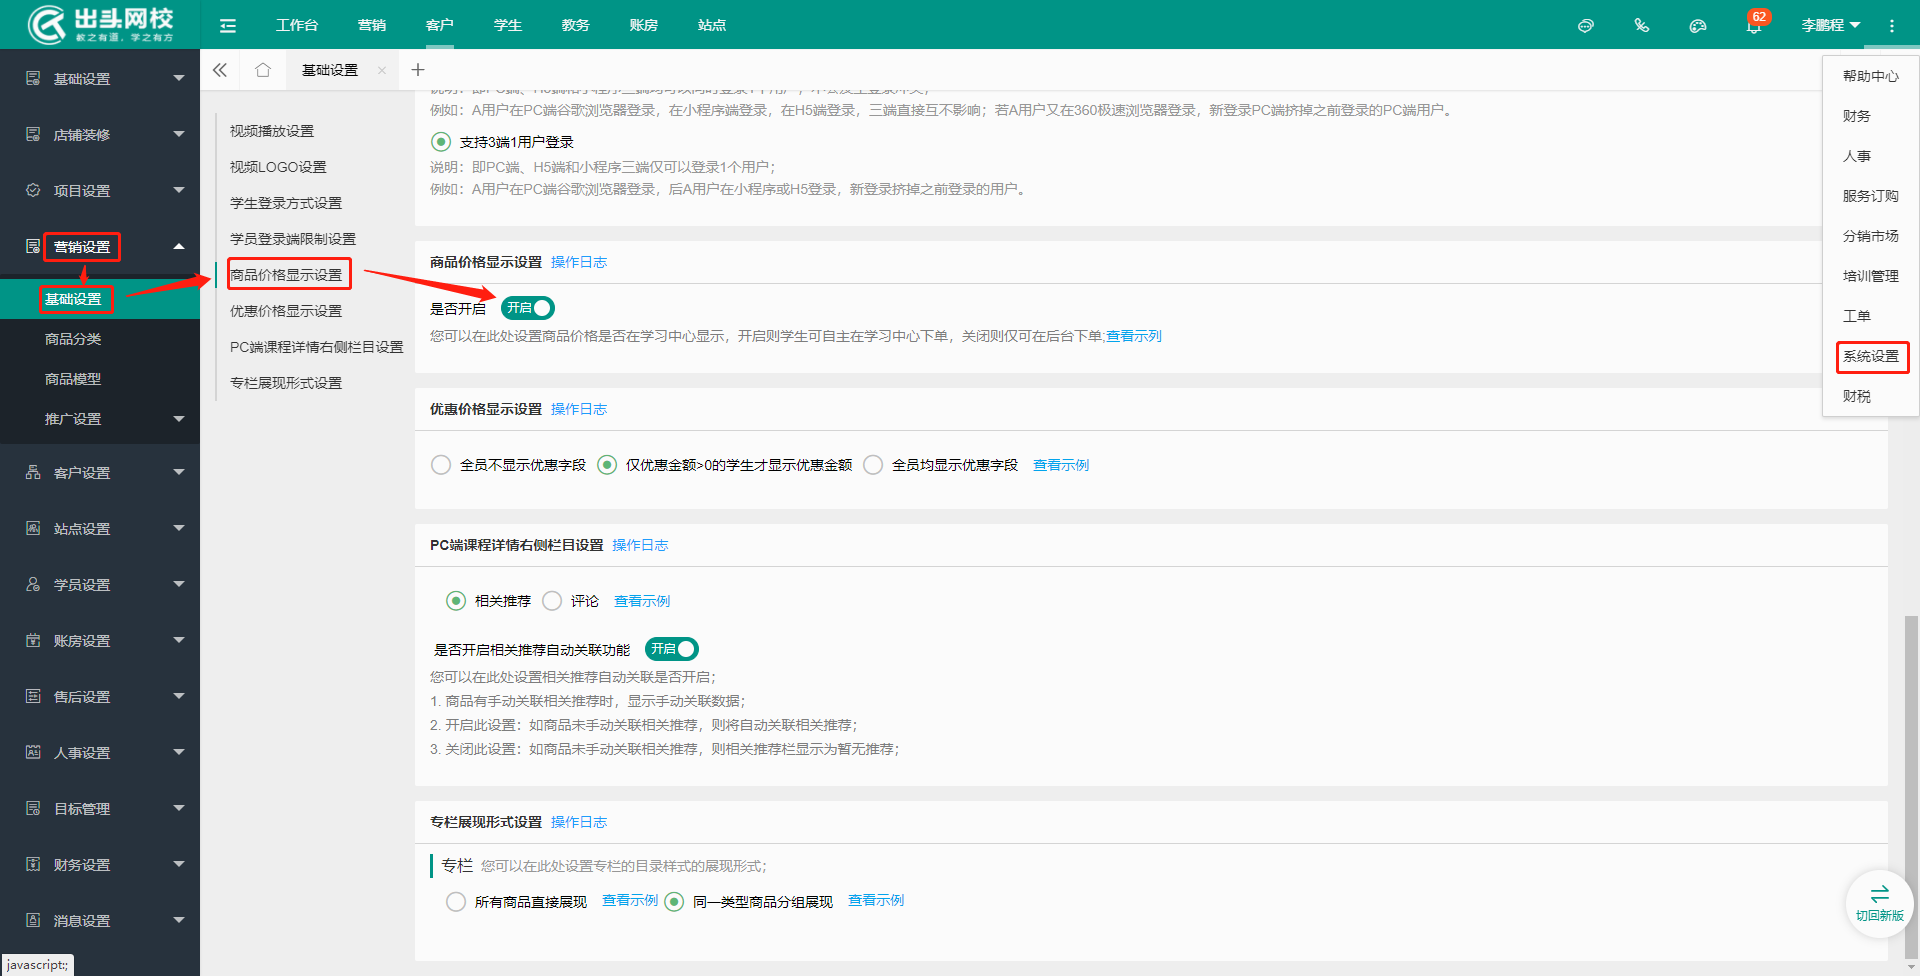 出头网校
教之有道，学之有方
工作台
营销
客户
学生
教务
账房
站点
62
李鹏程
基础设置
店铺装修
项目设置
营销设置
基础设置
商品分类
商品模型
推广设置
客户设置
站点设置
学员设置
账房设置
售后设置
人事设置
目标管理
财务设置
消息设置
javascript:;
基础设置
视频播放设置
视频LOGO设置
学生登录方式设置
学员登录端限制设置
商品价格显示设置
优惠价格显示设置
PC端课程详情右侧栏目设置
专栏展现形式设置
例如：A用户在PC端谷歌浏览器登录，在小程序端登录，在H5端登录，三端直接互不影响；若A用户又在360极速浏览器登录，新登录PC端挤掉之前登录的PC端用户。
支持3端1用户登录
说明：即PC端、H5端和小程序三端仅可以登录1个用户；
例如：A用户在PC端谷歌浏览器登录，后A用户在小程序或H5登录，新登录挤掉之前登录的用户。
商品价格显示设置 操作日志
是否开启 开启
您可以在此处设置商品价格是否在学习中心显示，开启则学生可自主在学习中心下单，关闭则仅可在后台下单;查看示列
优惠价格显示设置 操作日志
全员不显示优惠字段 仅优惠金额>0的学生才显示优惠金额 全员均显示优惠字段 查看示例
PC端课程详情右侧栏目设置 操作日志
相关推荐 评论 查看示例
是否开启相关推荐自动关联功能 开启
您可以在此处设置相关推荐自动关联是否开启；
1. 商品有手动关联相关推荐时，显示手动关联数据；
2. 开启此设置：如商品未手动关联相关推荐，则将自动关联相关推荐；
3. 关闭此设置：如商品未手动关联相关推荐，则相关推荐栏显示为暂无推荐；
专栏展现形式设置 操作日志
专栏 您可以在此处设置专栏的目录样式的展现形式；
所有商品直接展现 查看示例 同一类型商品分组展现 查看示例
帮助中心
财务
人事
服务订购
分销市场
培训管理
工单
系统设置
财税
切回新版